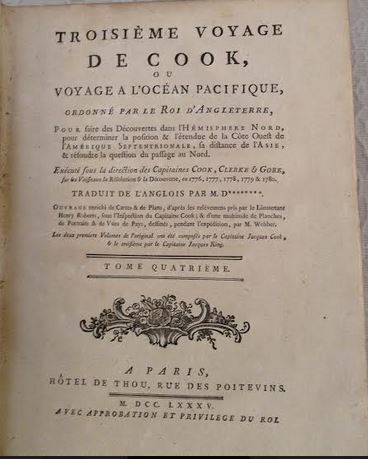 TROISIÈME VOYAGE
DE COOK,
OU
VOYAGE A L'OCÉAN PACIFIQUE,
ORDONNÉ PAR LE ROI D'ANGLETERRE,
POUR faire des Découvertes dans l'HÉMISPHERE NORD,
pour déterminer la position & l'étendue de la Côte Ouest de
l'AMÉRIQUE SEPTENTRIONALE, sa distance de l'ASIE,
& résoudre la question du passage au Nord.
Exécuté sous la direction des Capitaines COOK, CLERKE & GORE,
sur les Vaisseaux la Résolution & la Découverte, en 1776, 1777, 1778, 1779 & 1780.
TRADUIT DE L'ANGLOIS PAR M. D********.
OUVRAGE enrichi de Cartes & de Plans, d'après les relèvements pris par le Lieutenant
Henry Roberts, sous l'Inspection du Capitaine Cook; & d'une multitude de Planches,
de Portraits & de Vues de Pays, dessinés, pendant l'expédition, par M. Webber.
Les deux premiers Volumes de l'original ont été composés par le Capitaine Jacques Cook,
& le troisième par le Capitaine Jacques King.
TOME QUATRIEME.
A PARIS,
HÔTEL DE THOU, RUE DES POITEVINS.
M. DCC. LXXXV.
AVEC APPROBATION ET PRIVILEGE DU ROI.